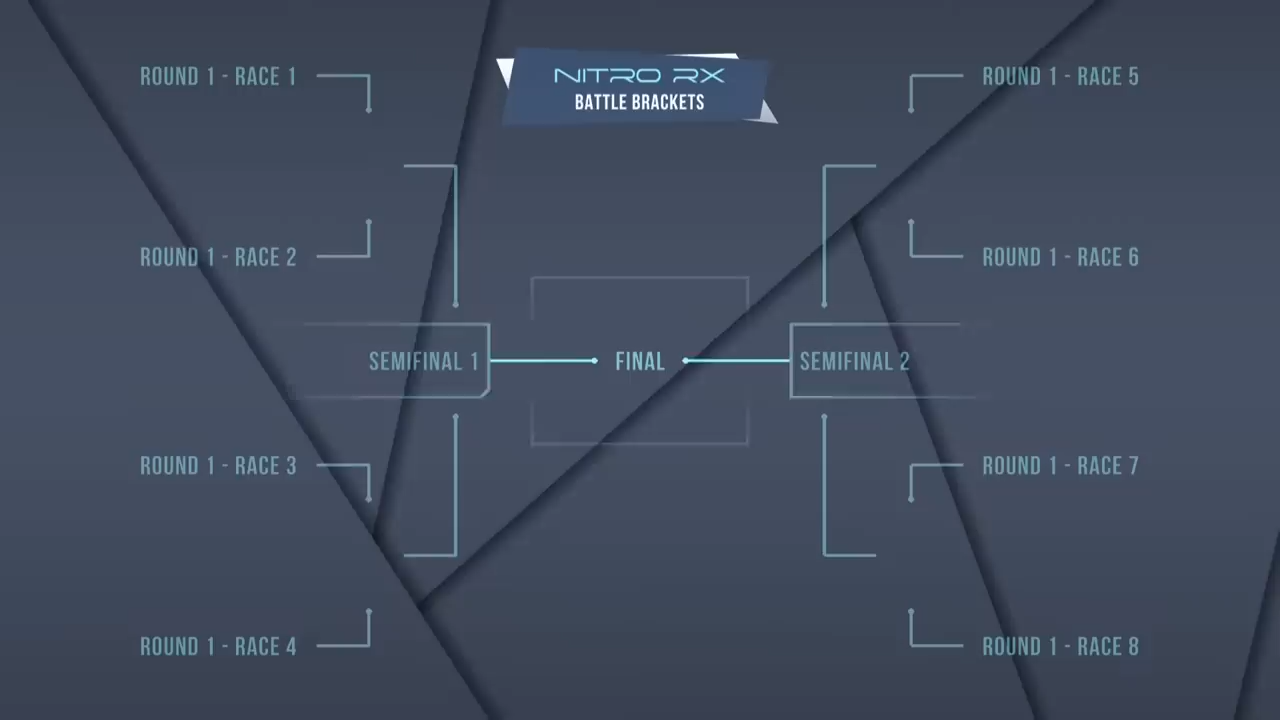 NITRO RX
BATTLE BRACKETS
ROUND 1 - RACE 1
ROUND 1 - RACE 5
ROUND 1 - RACE 2
ROUND 1 - RACE 6
SEMIFINAL 1
FINAL
SEMIFINAL 2
ROUND 1 - RACE 3
ROUND 1 - RACE 7
ROUND 1 - RACE 4
ROUND 1 - RACE 8